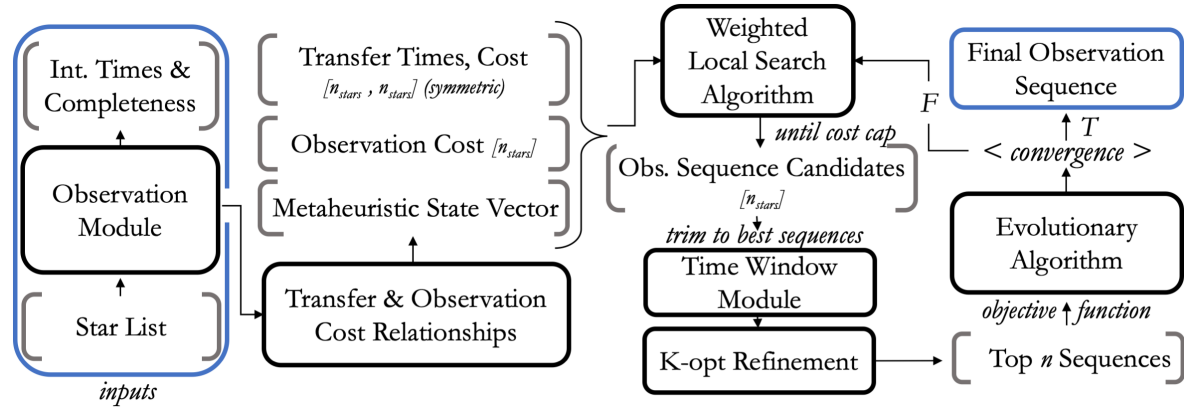 Int. Times &
Completeness
Observation
Module
Star List
inputs
Transfer Times, Cost
[n_stars , n_stars] (symmetric)
Observation Cost [n_stars]
Metaheuristic State Vector
Transfer & Observation
Cost Relationships
Weighted
Local Search
Algorithm
until cost cap
Obs. Sequence Candidates
[n_stars]
trim to best sequences
Time Window
Module
K-opt Refinement
Final Observation
Sequence
F
T
< convergence >
Evolutionary
Algorithm
objective function
Top n Sequences